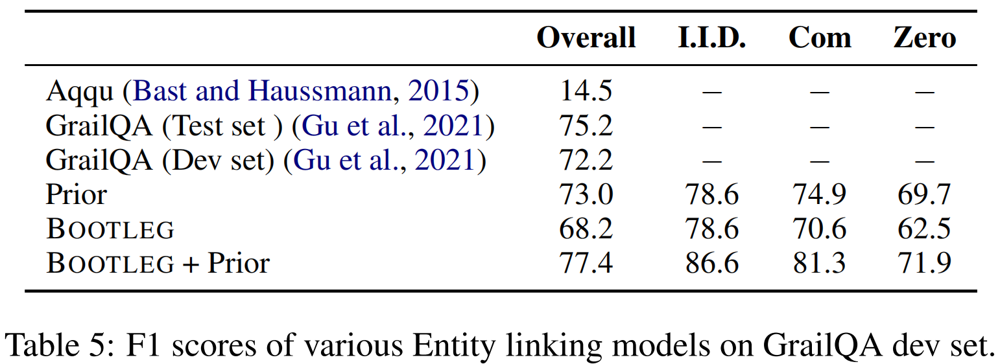 Overall I.I.D. Com Zero
Aqqu (Bast and Haussmann, 2015) 14.5 – – –
GrailQA (Test set ) (Gu et al., 2021) 75.2 – – –
GrailQA (Dev set) (Gu et al., 2021) 72.2 – – –
Prior 73.0 78.6 74.9 69.7
BOOTLEG 68.2 78.6 70.6 62.5
BOOTLEG + Prior 77.4 86.6 81.3 71.9
Table 5: F1 scores of various Entity linking models on GrailQA dev set.